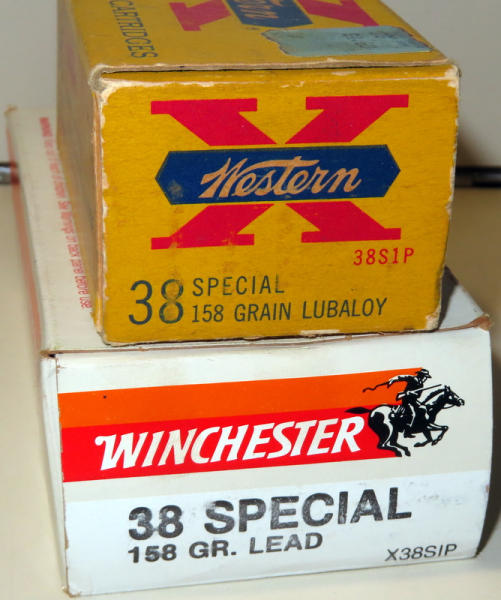 CARTRIDGES
Western
X
38S1P
38 SPECIAL
158 GRAIN LUBALOY
WINCHESTER
38 SPECIAL
158 GR. LEAD
X38SIP